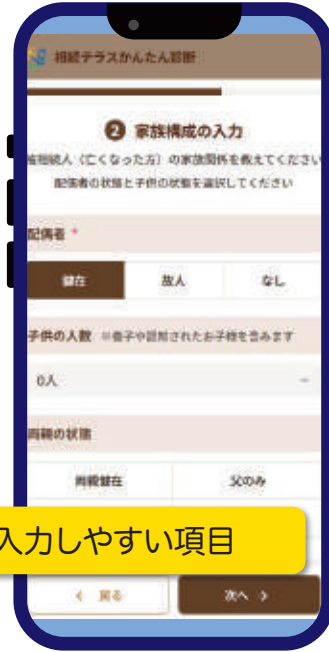 相続テラスかんたん診断
2 家族構成の入力
被相続人（亡くなった方）の家族関係を教えてください
配偶者の状態と子供の状態を選択してください
配偶者 *
健在 故人 なし
子供の人数 ※養子や認知されたお子様を含みます
0人
両親の状態
両親健在 父のみ
入力しやすい項目
< 戻る 次へ >